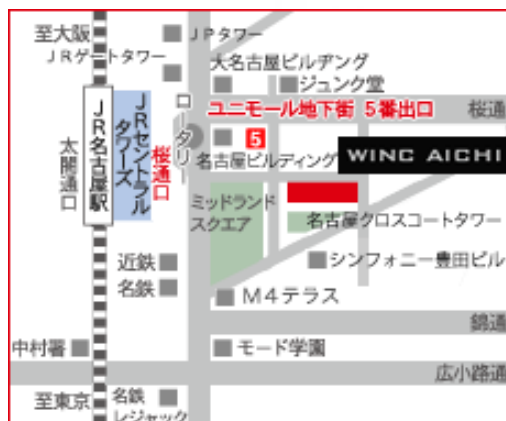 至大阪
JPタワー
JRゲートタワー
大名古屋ビルヂング
ジュンク堂
ユニモール地下街 5番出口
桜通
ロータリー
JRセントラル
タワーズ
JR名古屋駅
太閤通口
桜通口
5
名古屋ビルディング
WINC AICHI
ミッドランド
スクエア
名古屋クロスコートタワー
近鉄
シンフォニー豊田ビル
名鉄
M4テラス
錦通
中村署
モード学園
広小路通
至東京
名鉄
レジャック